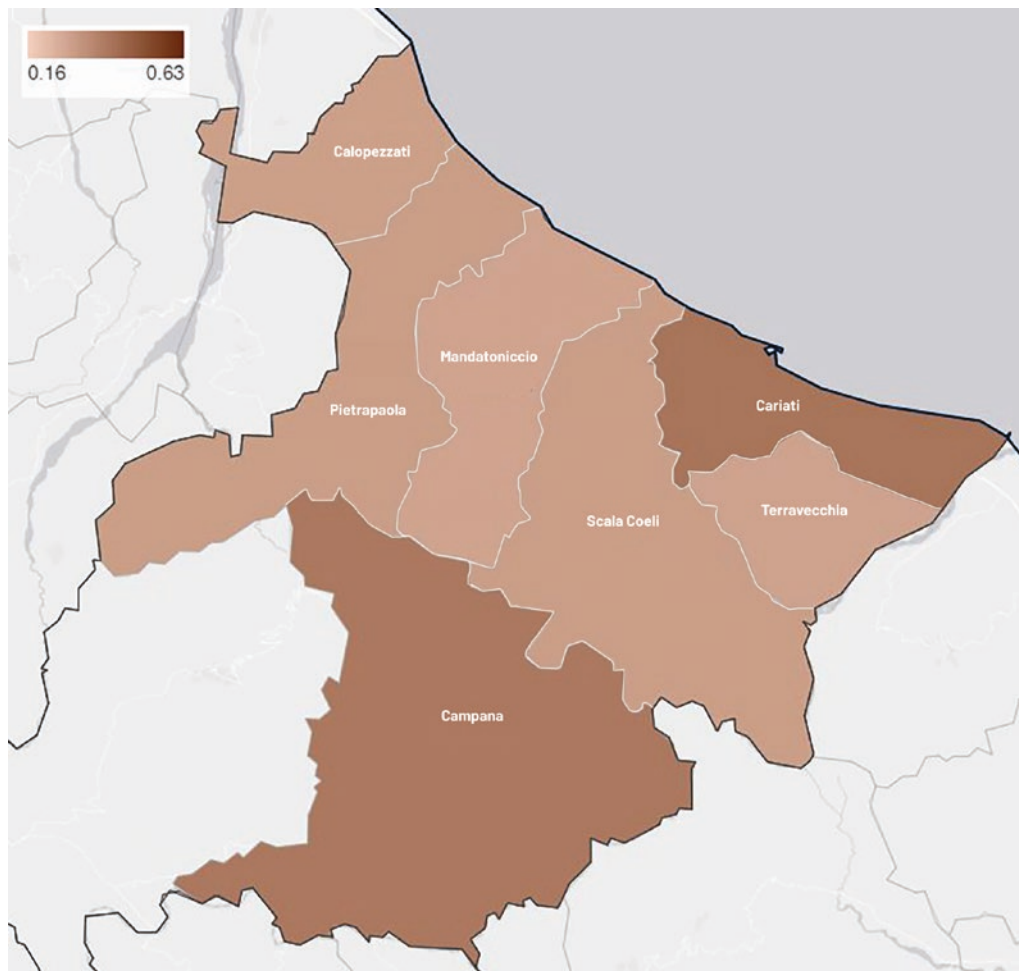 0.16 0.63
Calopezzati
Mandatoniccio
Pietrapaola
Cariati
Terravecchia
Scala Coeli
Campana